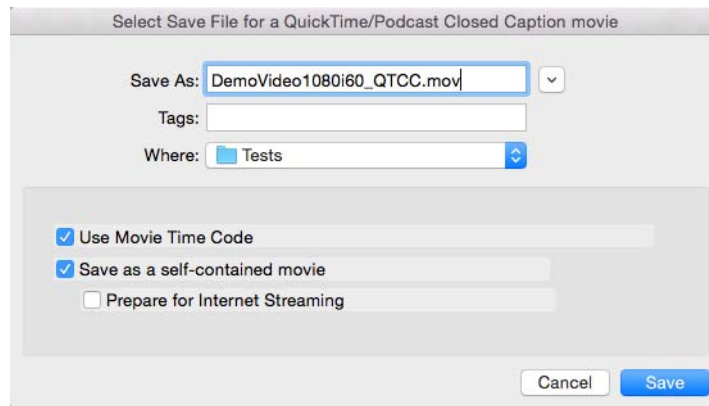 Select Save File for a QuickTime/Podcast Closed Caption movie
Save As: DemoVideo1080i60_QTCC.mov
Tags:
Where: Tests
Use Movie Time Code
Save as a self-contained movie
Prepare for Internet Streaming
Cancel Save